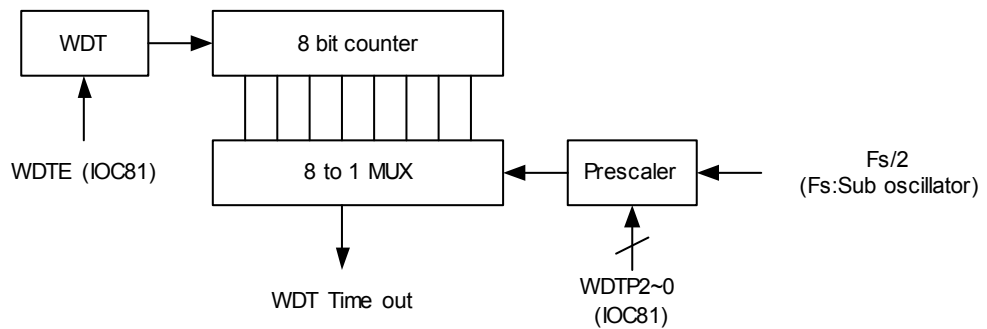 WDT
8 bit counter
WDTE (IOC81)
8 to 1 MUX
Prescaler
Fs/2
(Fs:Sub oscillator)
WDT Time out
WDTP2~0
(IOC81)